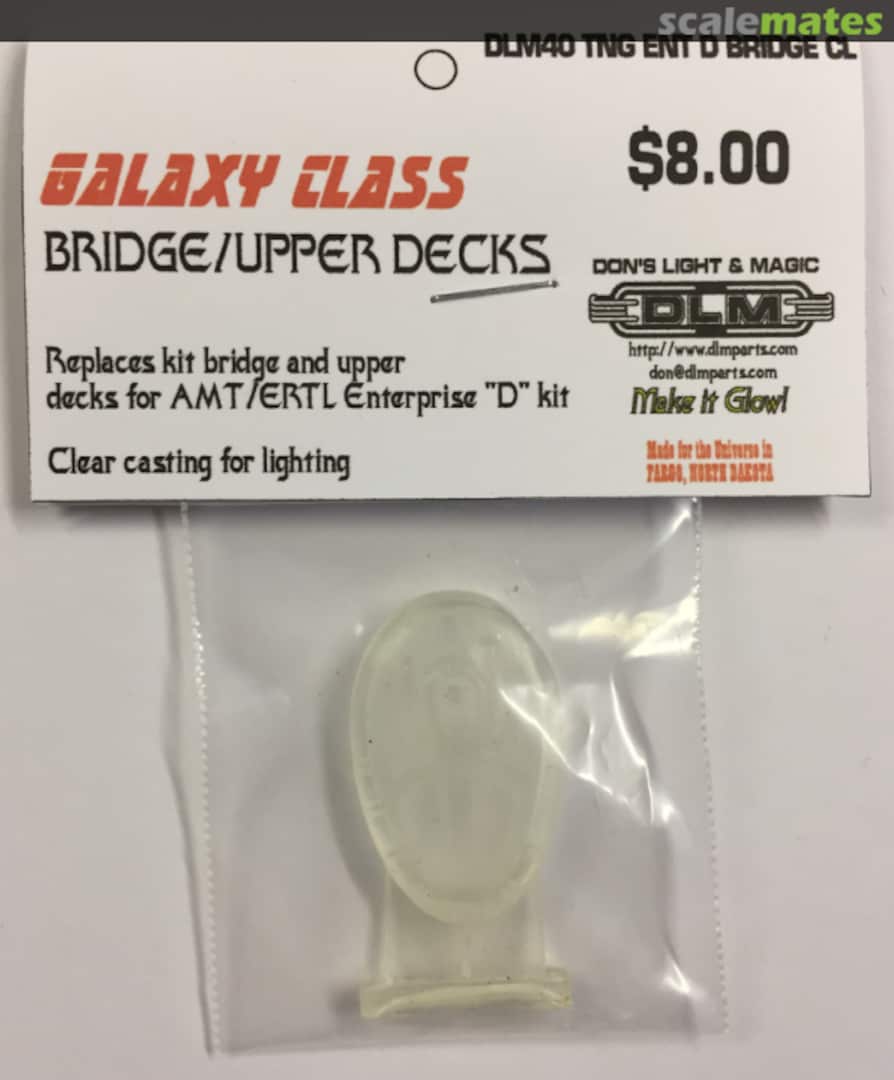 scalemates
DLM40 TNG ENT D BRIDGE CL
$8.00
GALAXY CLASS
BRIDGE/UPPER DECKS
DON'S LIGHT & MAGIC
DLM
http://www.dlmparts.com
don@dlmparts.com
Make it Glow!
Made for the Universe in
FARGO, NORTH DAKOTA
Replaces kit bridge and upper
decks for AMT/ERTL Enterprise "D" kit
Clear casting for lighting